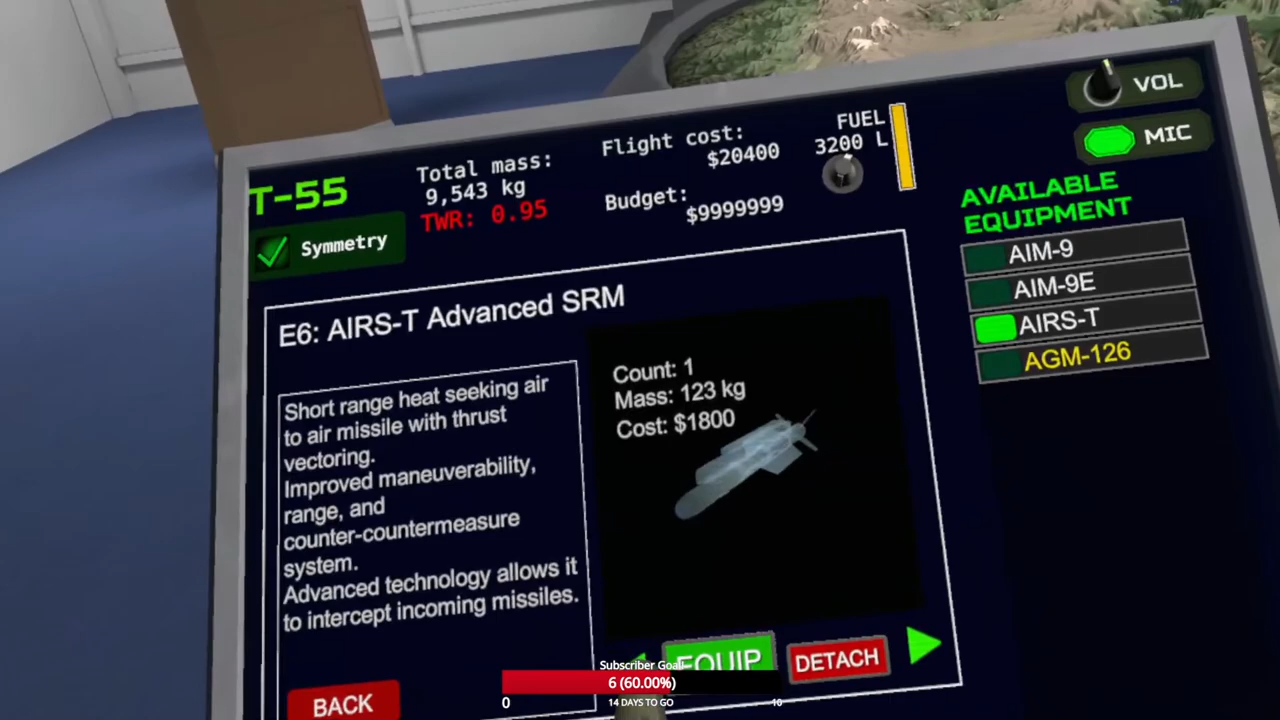 VOL
MIC
T-55
Symmetry
Total mass:
9,543 kg
TWR: 0.95
Flight cost:
$20400
Budget:
$9999999
FUEL
3200 L
AVAILABLE
EQUIPMENT
AIM-9
AIM-9E
AIRS-T
AGM-126
E6: AIRS-T Advanced SRM
Short range heat seeking air
to air missile with thrust
vectoring.
Improved maneuverability,
range, and
counter-countermeasure
system.
Advanced technology allows it
to intercept incoming missiles.
Count: 1
Mass: 123 kg
Cost: $1800
EQUIP
DETACH
BACK
Subscriber Goal
6 (60.00%)
0
14 DAYS TO GO
10